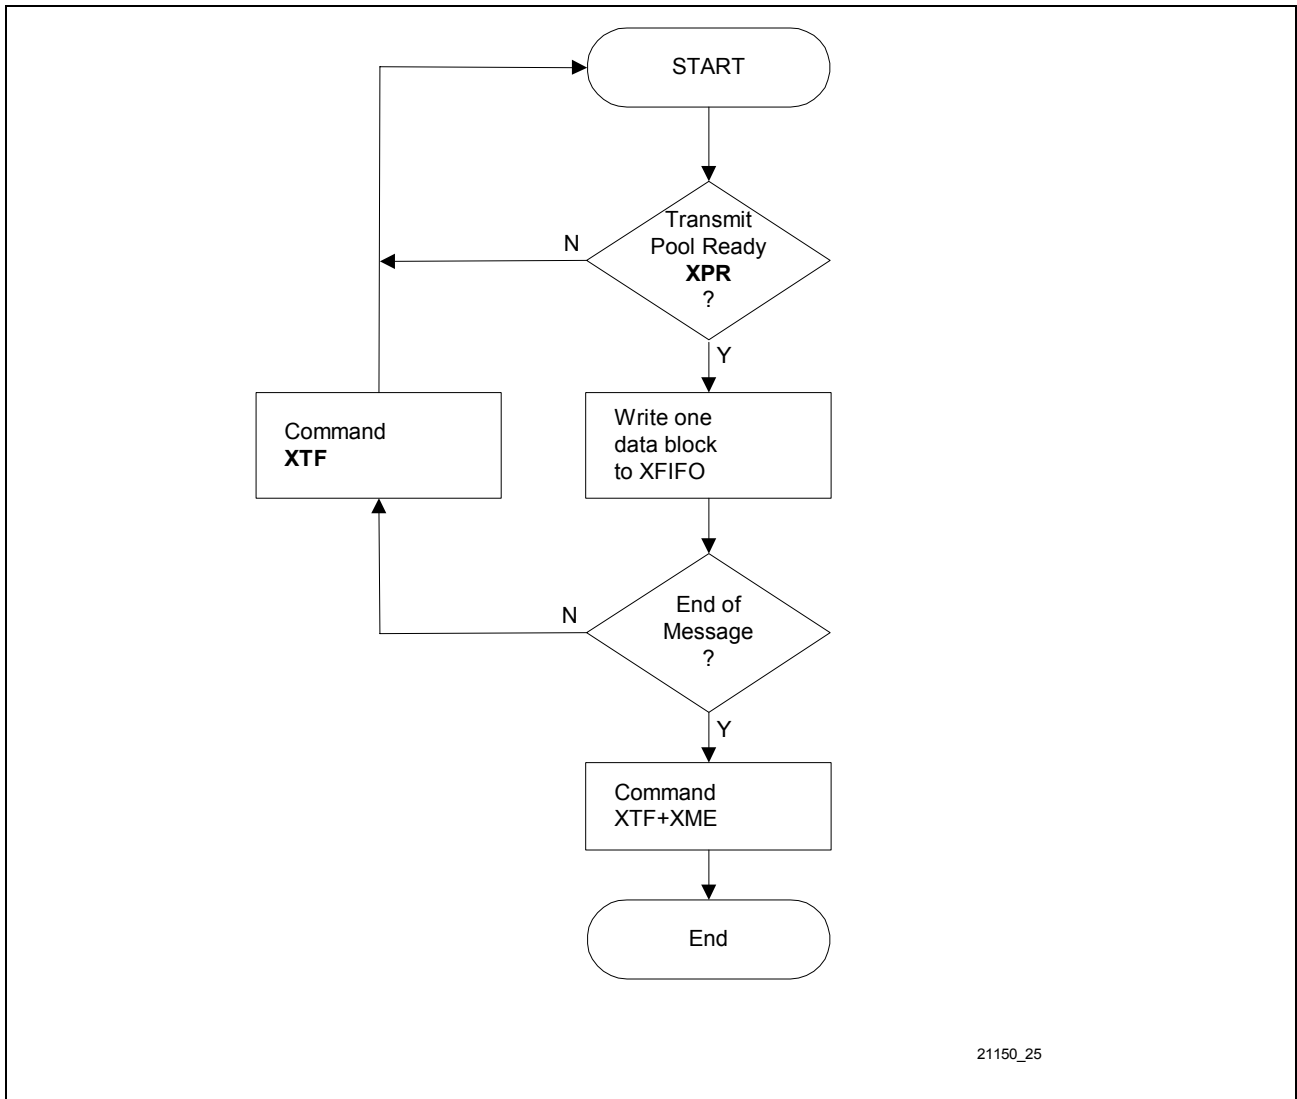 START
Transmit
Pool Ready
XPR
?
N
Y
Command
XTF
Write one
data block
to XFIFO
End of
Message
?
N
Y
Command
XTF+XME
End
21150_25